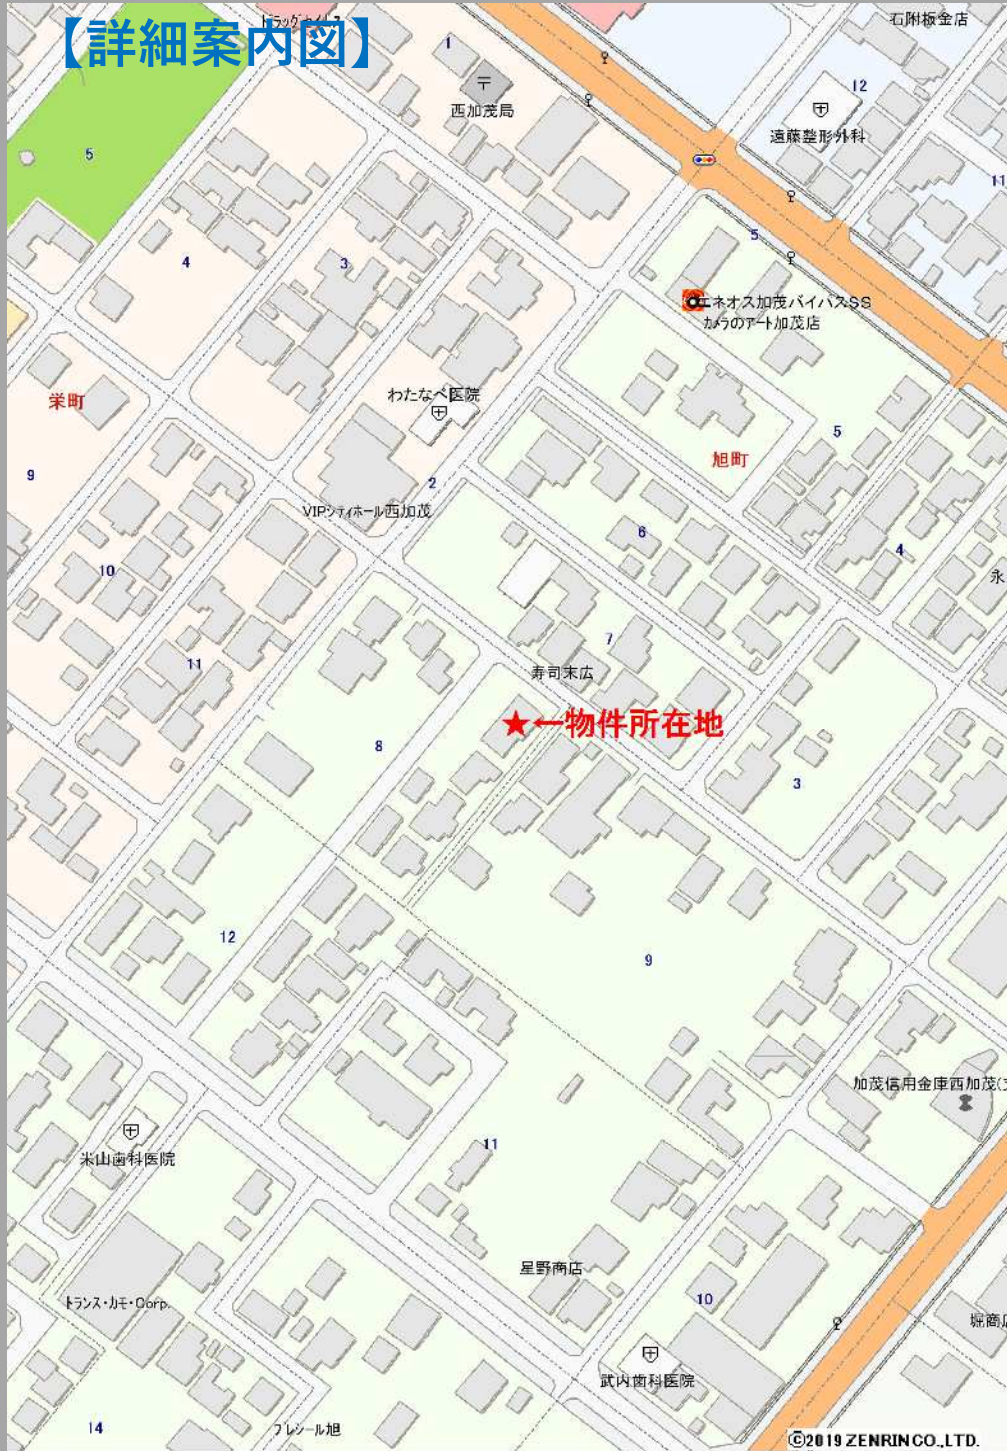 【詳細案内図】
石附板金店
1
〒
西加茂局
12
遠藤整形外科
5
11
4
3
5
エネオス加茂バイパスSS
カメラのアート加茂店
栄町
わたなべ医院
5
旭町
9
2
VIPシティホール西加茂
6
4
10
永
7
11
寿司末広
★←物件所在地
8
3
12
9
加茂信用金庫西加茂(支
11
米山歯科医院
星野商店
トランス・カモ・Corp.
10
堀商店
武内歯科医院
14
フレシール旭
©2019 ZENRIN CO.,LTD.